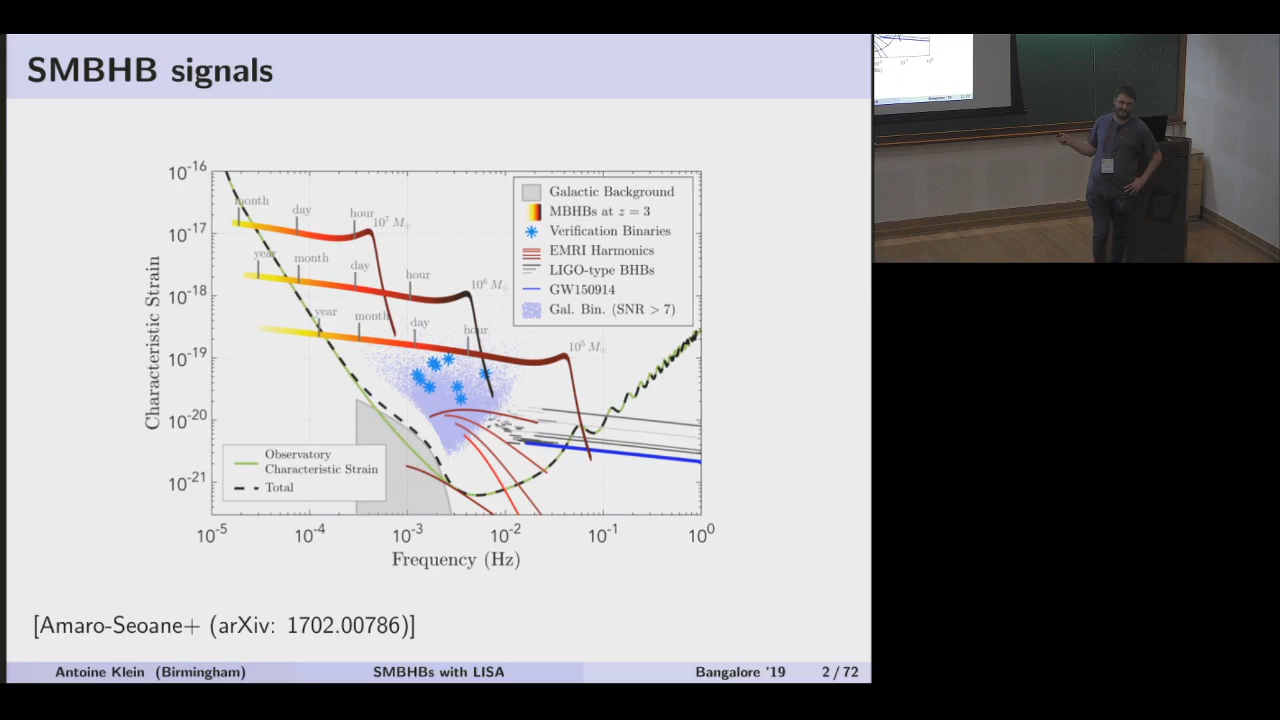 SMBHB signals
10^-16
10^-17
10^-18
10^-19
10^-20
10^-21
Characteristic Strain
month
day
hour
10^7 M⊙
year
month
day
hour
10^6 M⊙
year
month
day
hour
10^5 M⊙
Galactic Background
MBHBs at z = 3
Verification Binaries
EMRI Harmonics
LIGO-type BHBs
GW150914
Gal. Bin. (SNR > 7)
Observatory
Characteristic Strain
Total
10^-5 10^-4 10^-3 10^-2 10^-1 10^0
Frequency (Hz)
[Amaro-Seoane+ (arXiv: 1702.00786)]
Antoine Klein (Birmingham) SMBHBs with LISA Bangalore '19 2 / 72